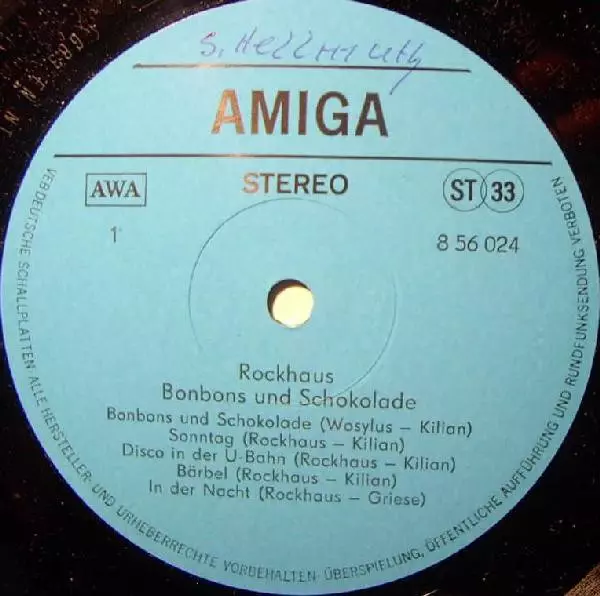 S. Hellmuth
AMIGA
AWA
STEREO
ST 33
1
8 56 024
Rockhaus
Bonbons und Schokolade
Bonbons und Schokolade (Wosylus – Kilian)
Sonntag (Rockhaus – Kilian)
Disco in der U-Bahn (Rockhaus – Kilian)
Bärbel (Rockhaus – Kilian)
In der Nacht (Rockhaus – Griese)
VEB DEUTSCHE SCHALLPLATTEN ALLE HERSTELLER- UND URHEBERRECHTE VORBEHALTEN · ÜBERSPIELUNG, ÖFFENTLICHE AUFFÜHRUNG UND RUNDFUNKSENDUNG VERBOTEN